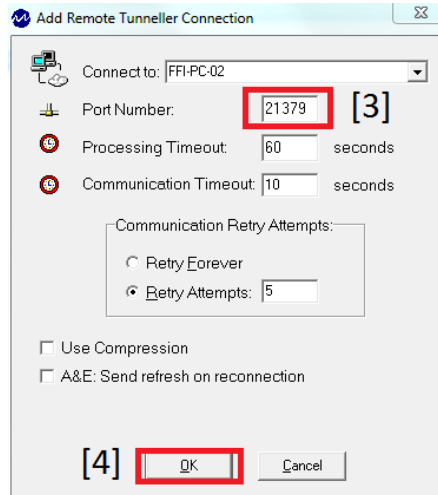 Add Remote Tunneller Connection
Connect to: FFI-PC-02
Port Number: 21379 [3]
Processing Timeout: 60 seconds
Communication Timeout: 10 seconds
Communication Retry Attempts:
Retry Forever
Retry Attempts: 5
Use Compression
A&E: Send refresh on reconnection
[4] OK Cancel